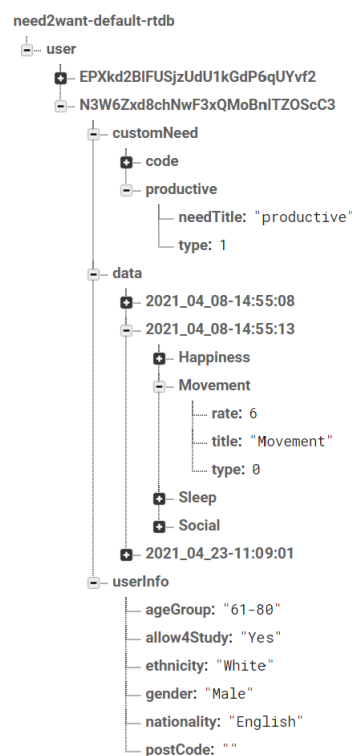 need2want-default-rtdb
user
EPXkd2BIFUSjzUdU1kGdP6qUYvf2
N3W6Zxd8chNwF3xQMoBnITZOScC3
customNeed
code
productive
needTitle: "productive"
type: 1
data
2021_04_08-14:55:08
2021_04_08-14:55:13
Happiness
Movement
rate: 6
title: "Movement"
type: 0
Sleep
Social
2021_04_23-11:09:01
userInfo
ageGroup: "61-80"
allow4Study: "Yes"
ethnicity: "White"
gender: "Male"
nationality: "English"
postCode: ""